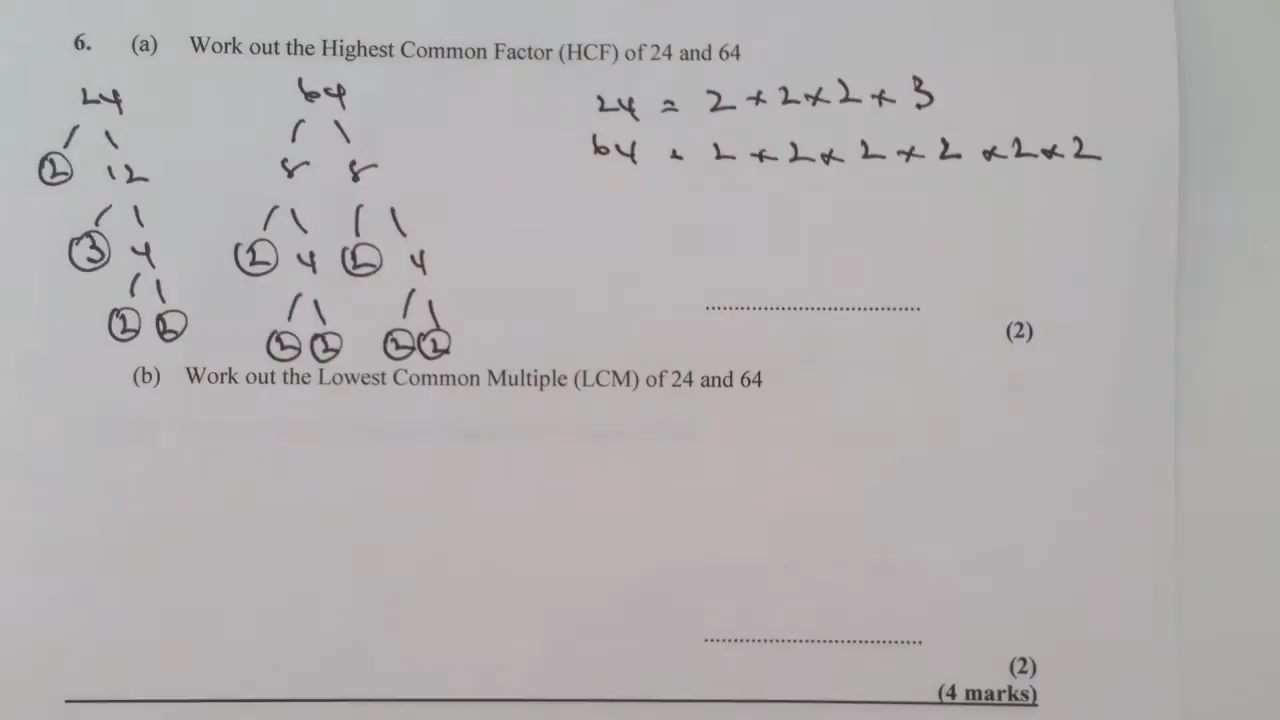 6. (a) Work out the Highest Common Factor (HCF) of 24 and 64
24
2 12
3 4
2 2
64
8 8
2 4 2 4
2 2 2 2
24 = 2 × 2 × 2 × 3
64 = 2 × 2 × 2 × 2 × 2 × 2
(2)
(b) Work out the Lowest Common Multiple (LCM) of 24 and 64
(2)
(4 marks)